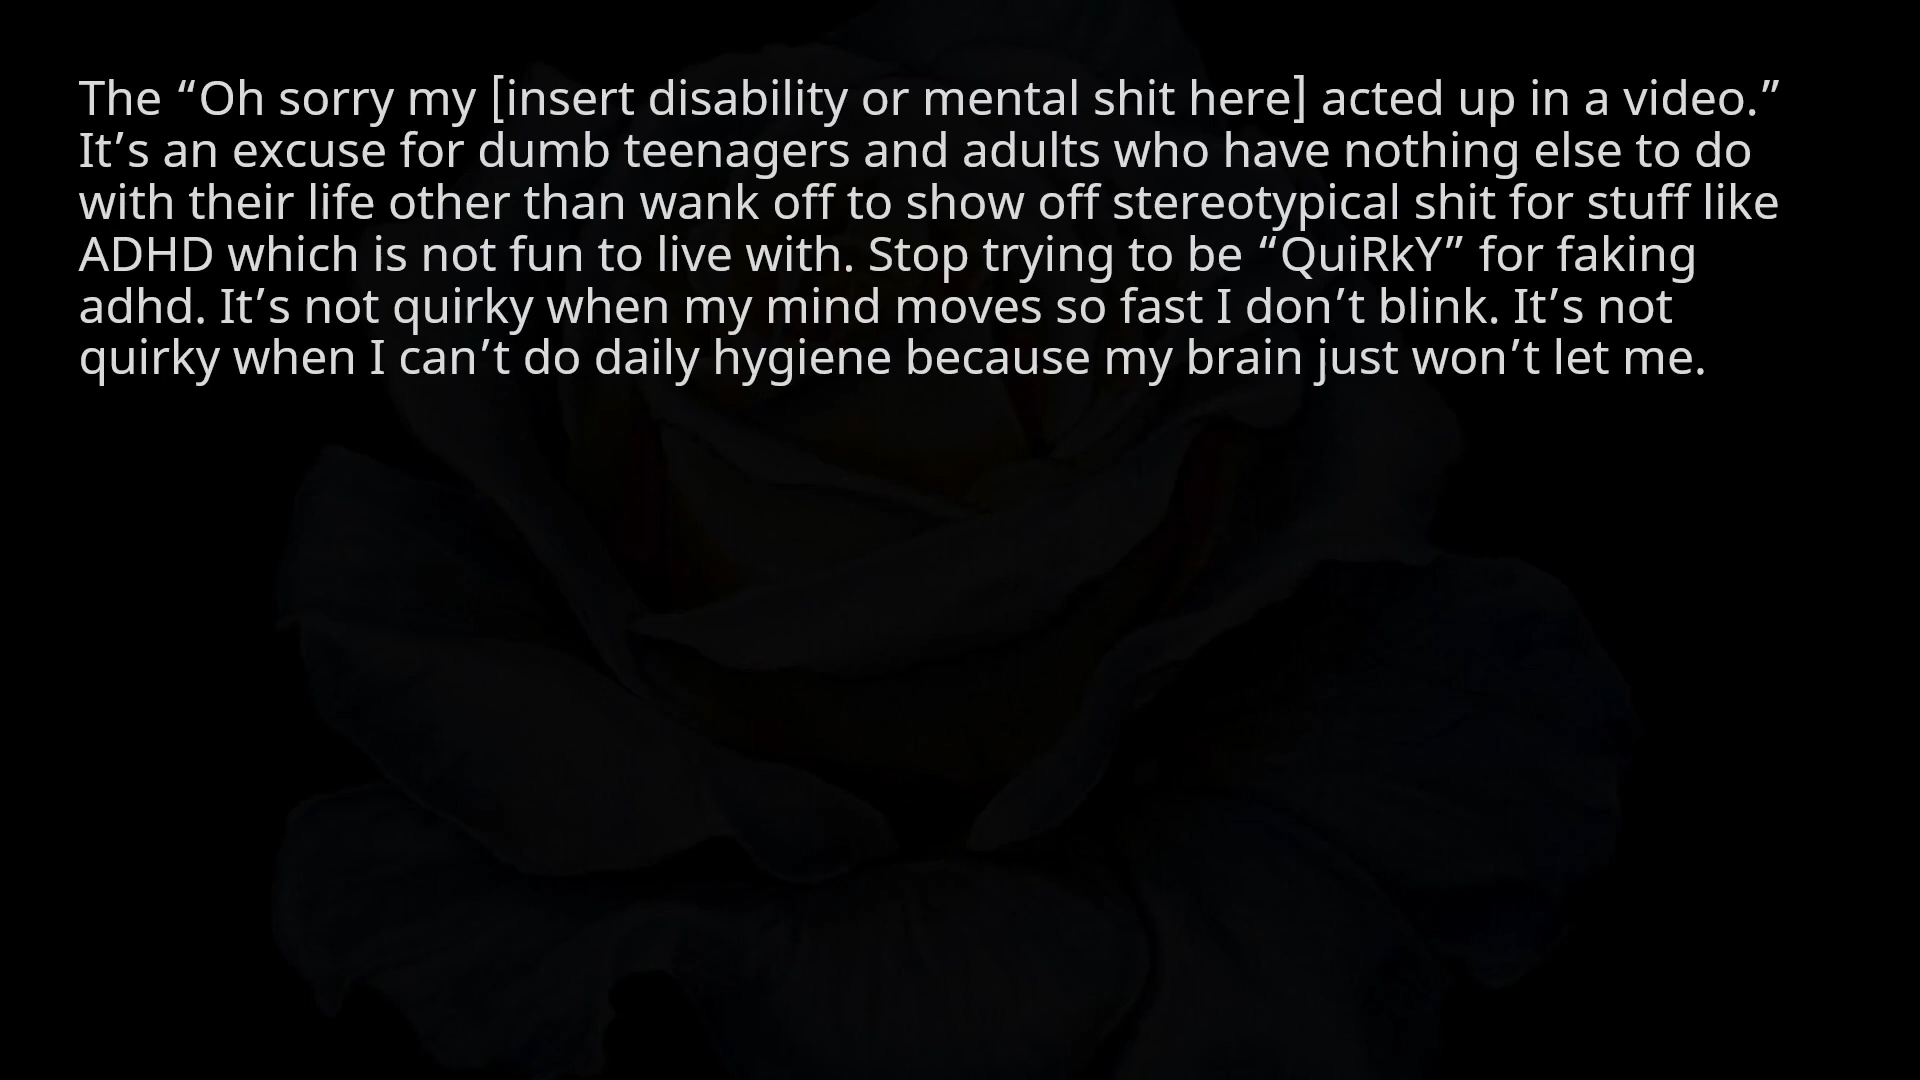 The “Oh sorry my [insert disability or mental shit here] acted up in a video.”
It’s an excuse for dumb teenagers and adults who have nothing else to do
with their life other than wank off to show off stereotypical shit for stuff like
ADHD which is not fun to live with. Stop trying to be “QuiRkY” for faking
adhd. It’s not quirky when my mind moves so fast I don’t blink. It’s not
quirky when I can’t do daily hygiene because my brain just won’t let me.